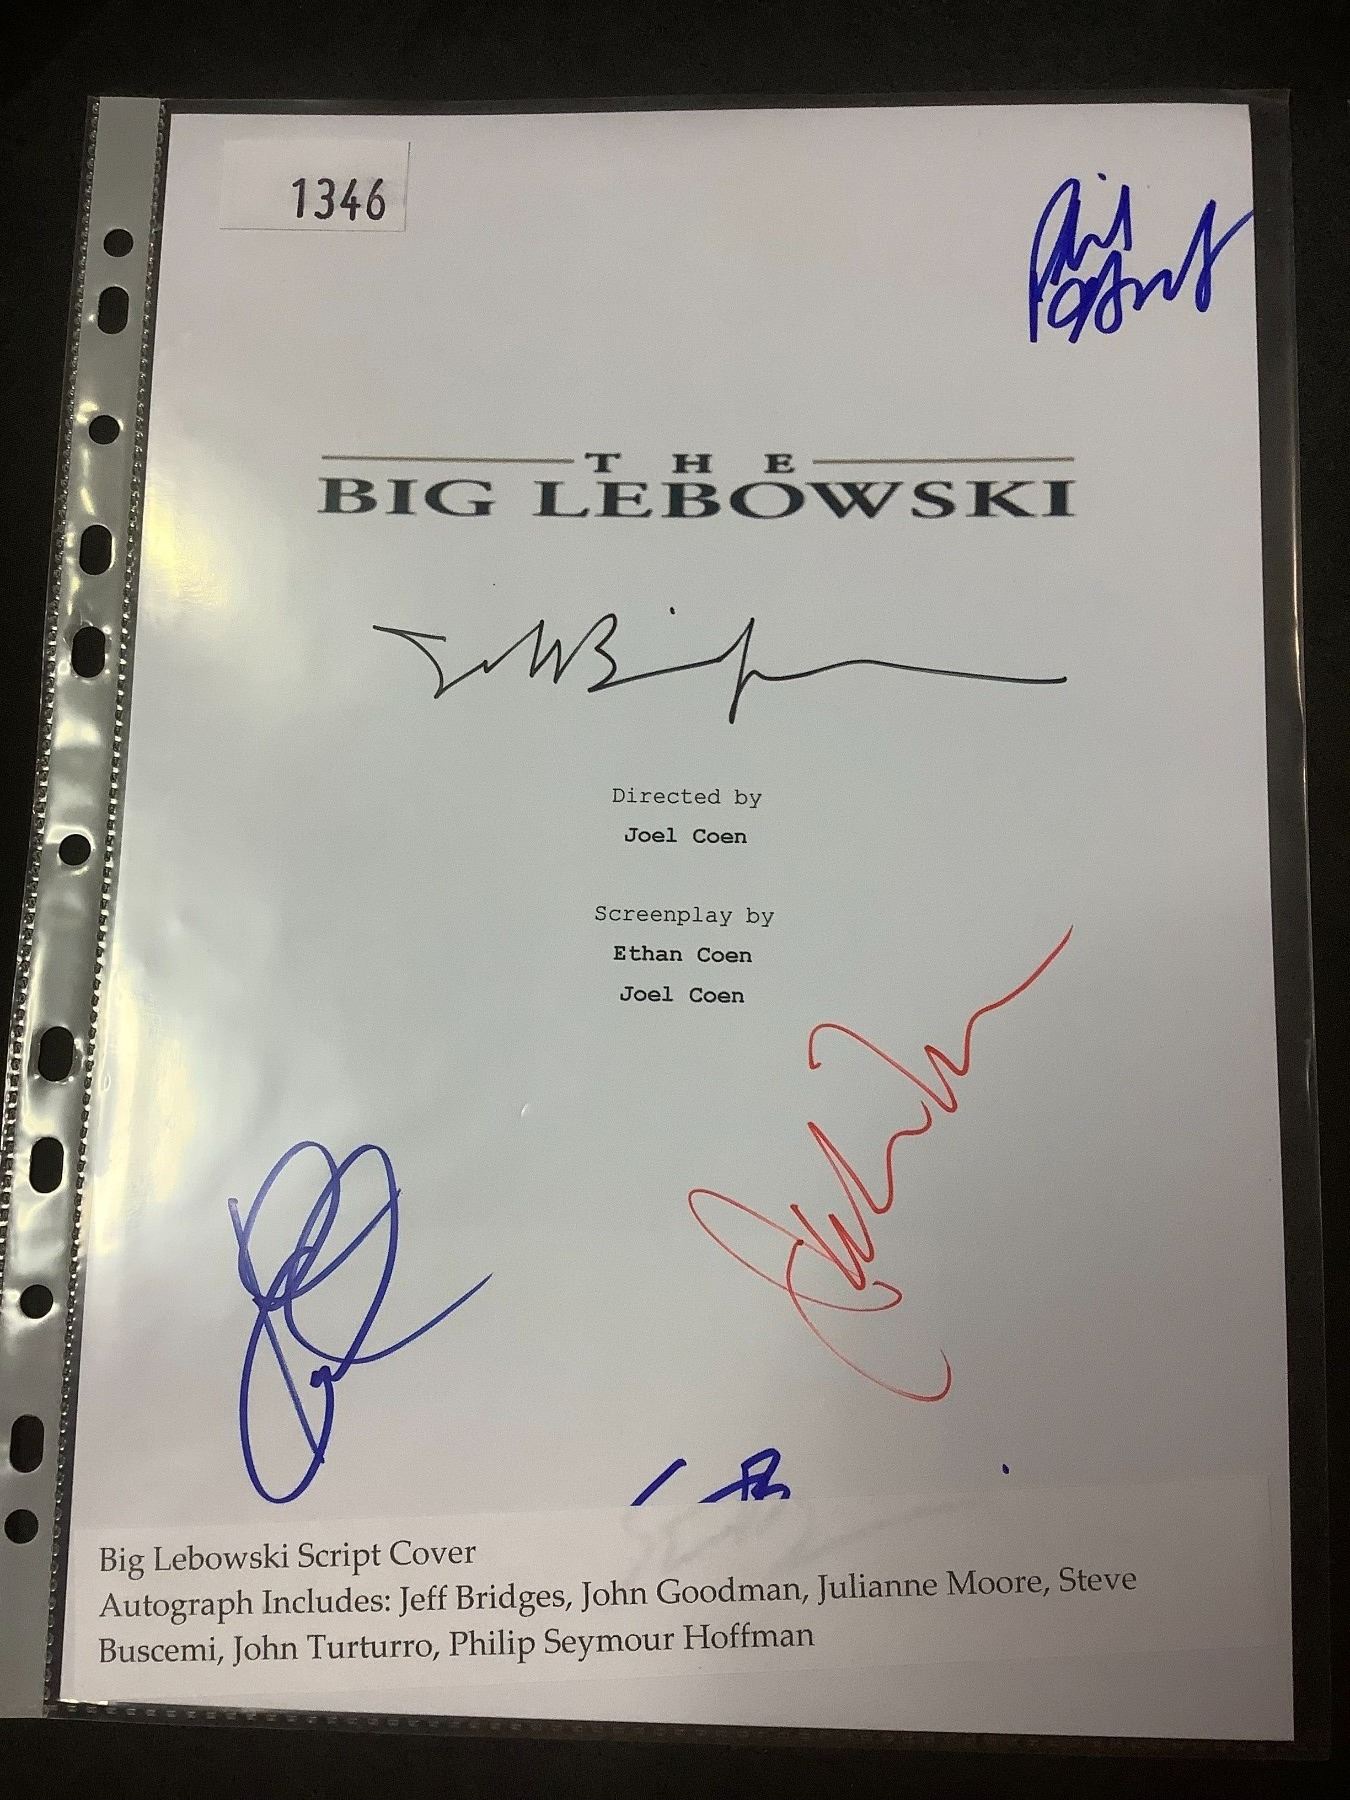 1346
THE
BIG LEBOWSKI
Directed by
Joel Coen
Screenplay by
Ethan Coen
Joel Coen
Big Lebowski Script Cover
Autograph Includes: Jeff Bridges, John Goodman, Julianne Moore, Steve
Buscemi, John Turturro, Philip Seymour Hoffman